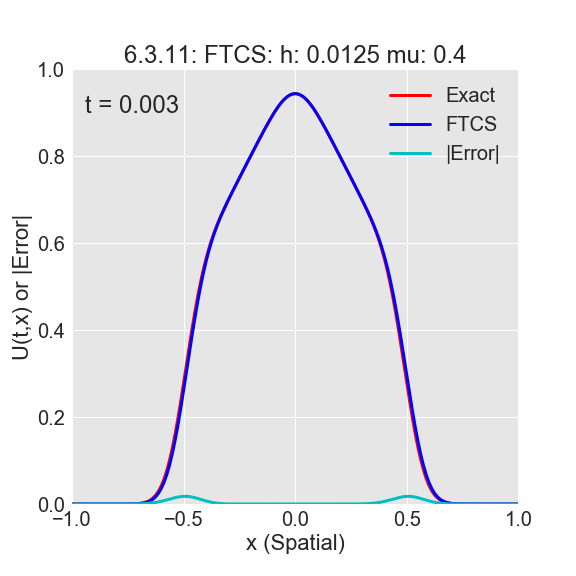 6.3.11: FTCS: h: 0.0125 mu: 0.4
t = 0.003
Exact
FTCS
|Error|
U(t,x) or |Error|
1.0
0.8
0.6
0.4
0.2
0.0
−1.0
−0.5
0.0
0.5
1.0
x (Spatial)